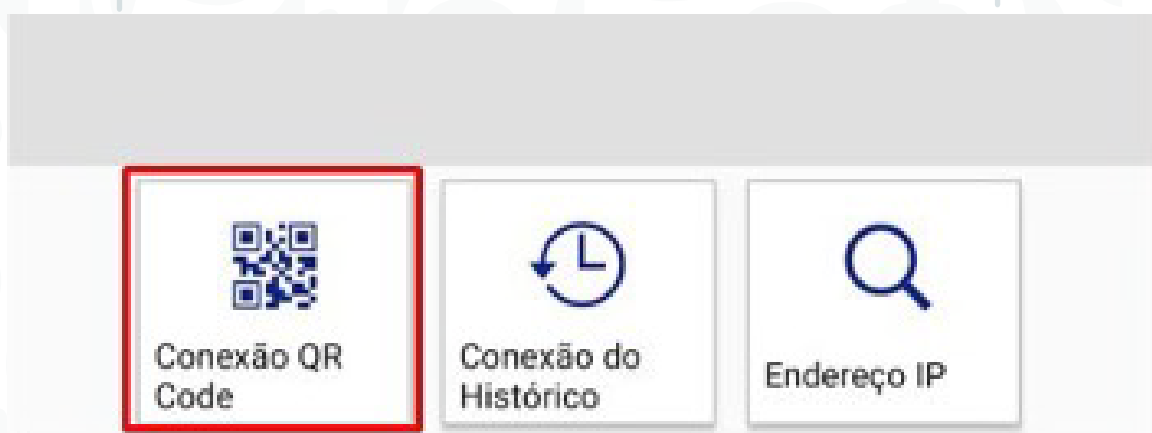 Conexão QR
Code
Conexão do
Histórico
Endereço IP